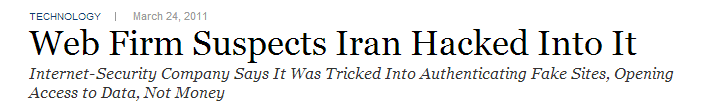 TECHNOLOGY | March 24, 2011
Web Firm Suspects Iran Hacked Into It
Internet-Security Company Says It Was Tricked Into Authenticating Fake Sites, Opening
Access to Data, Not Money